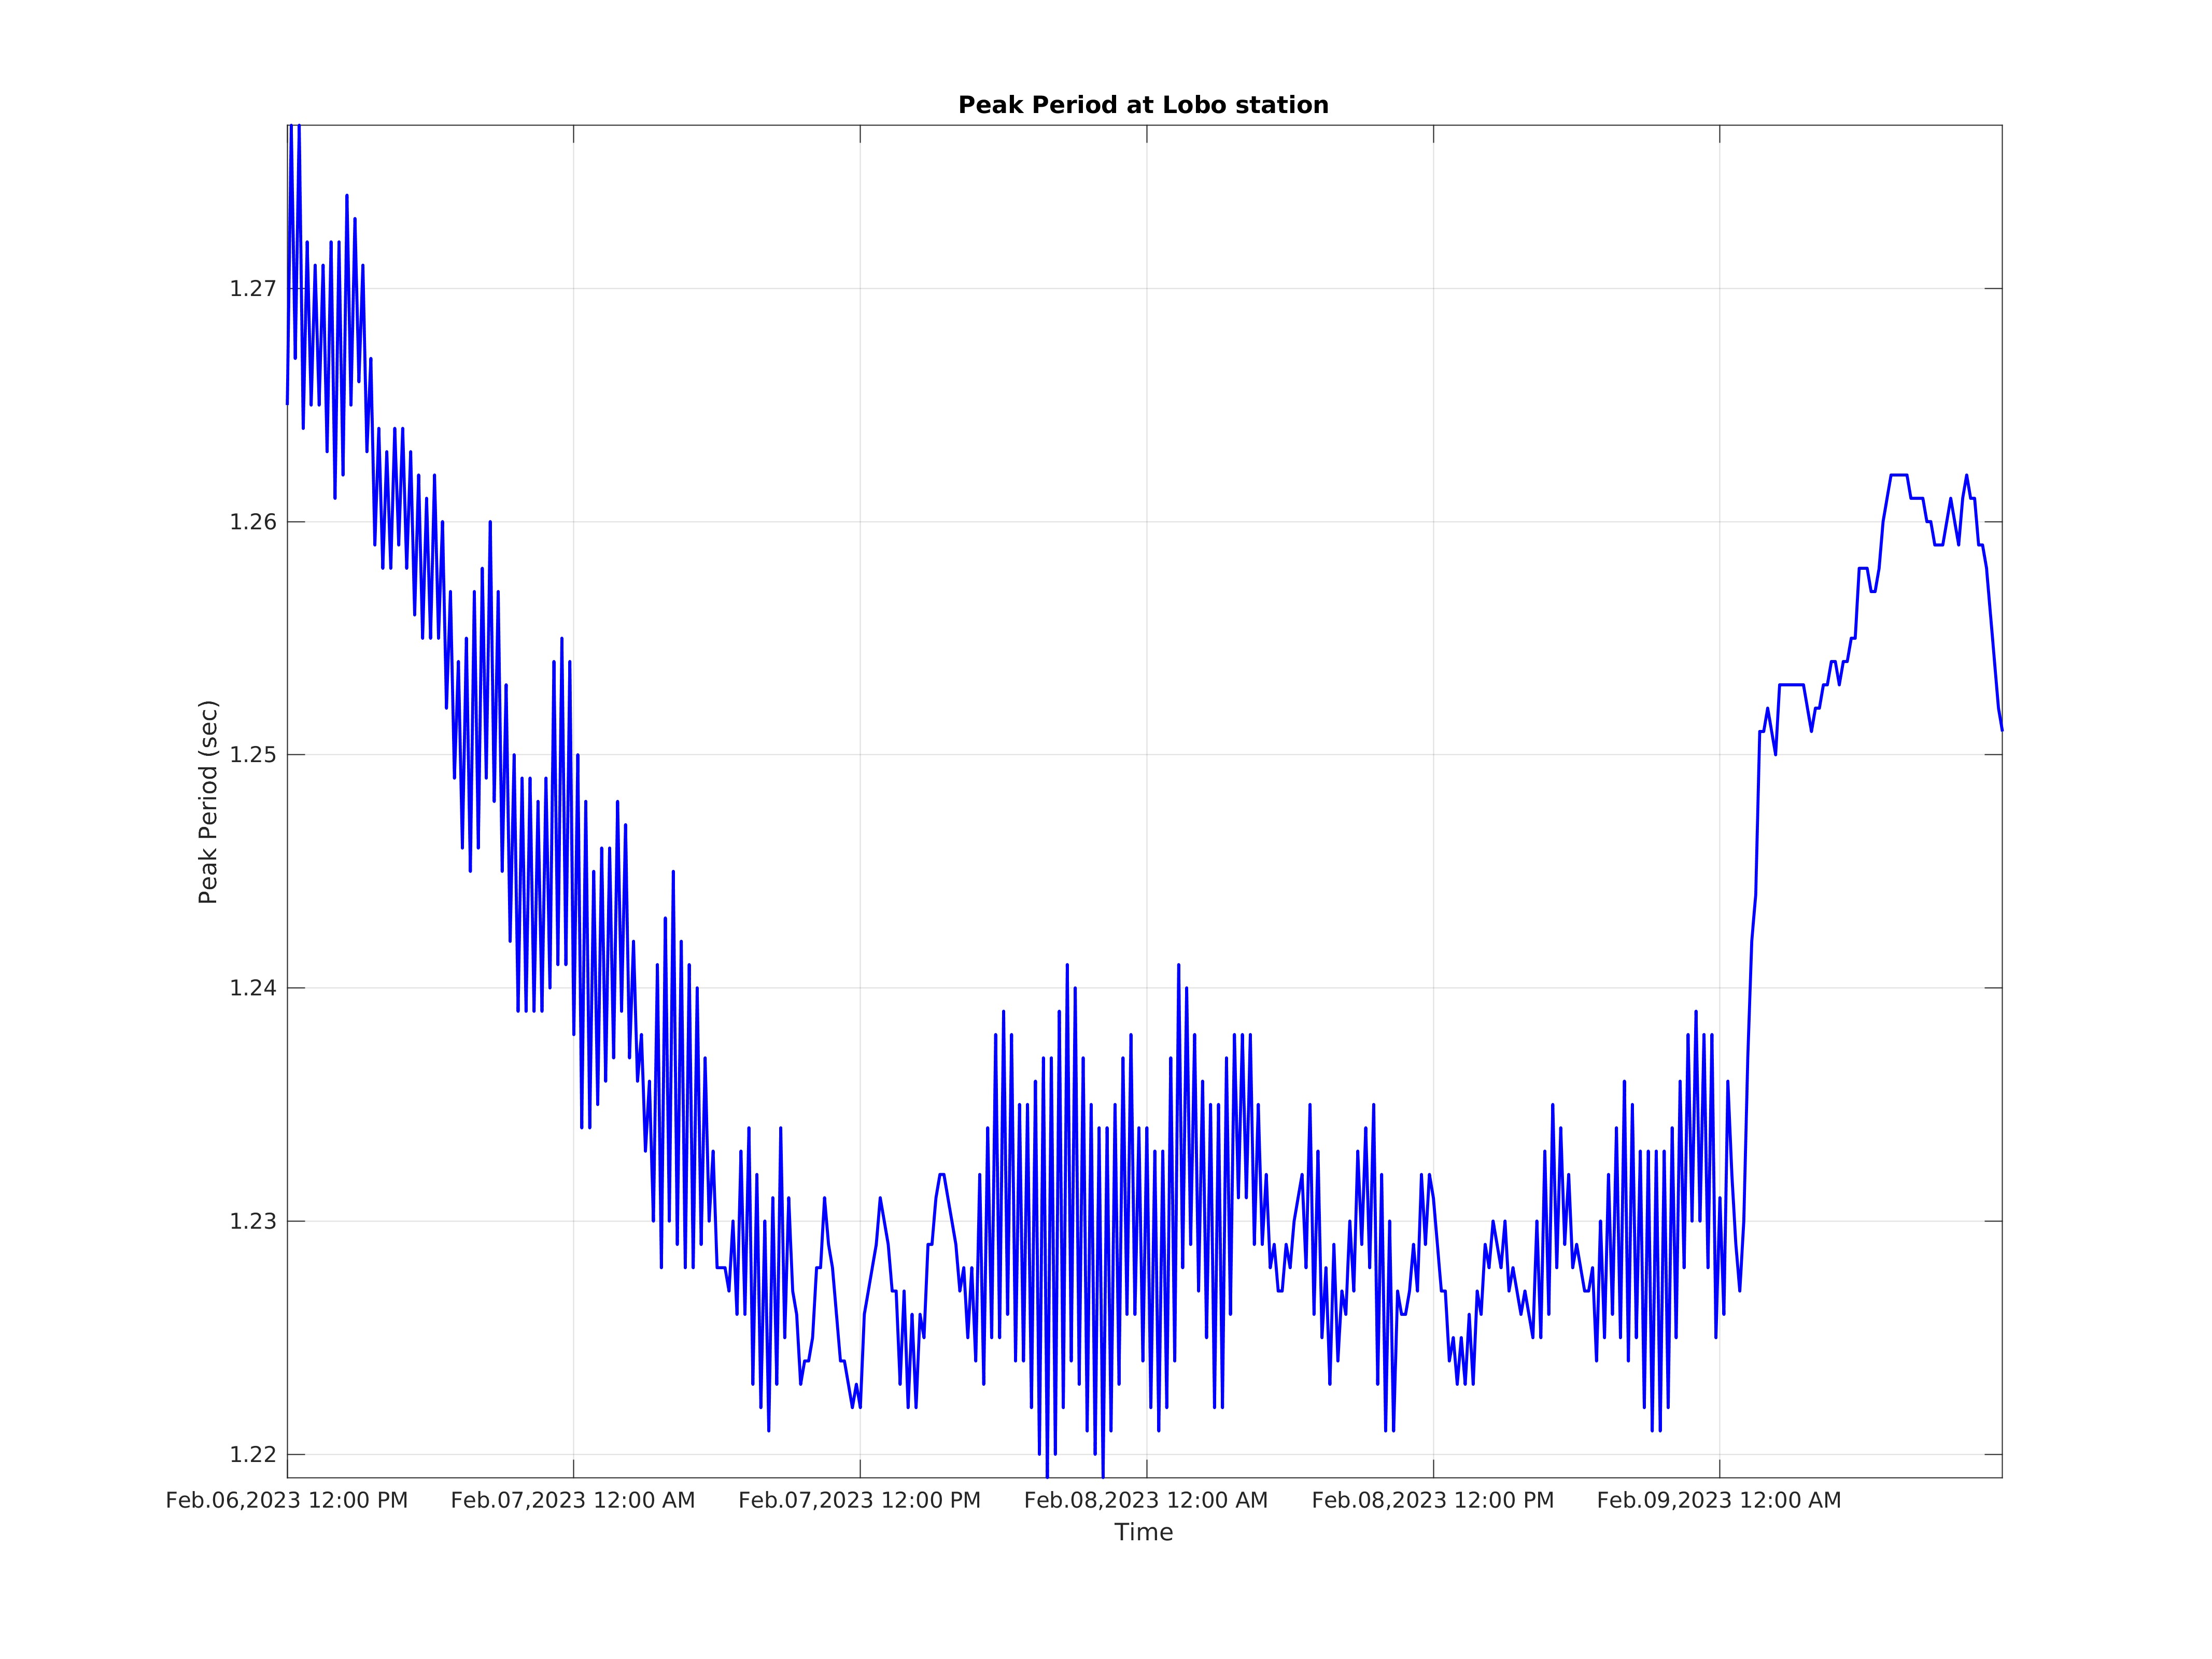 Peak Period at Lobo station
Peak Period (sec)
1.27
1.26
1.25
1.24
1.23
1.22
Feb.06,2023 12:00 PM
Feb.07,2023 12:00 AM
Feb.07,2023 12:00 PM
Feb.08,2023 12:00 AM
Feb.08,2023 12:00 PM
Feb.09,2023 12:00 AM
Time